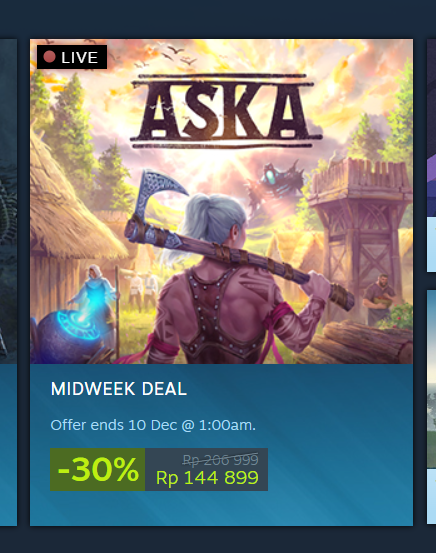 LIVE
ASKA
MIDWEEK DEAL
Offer ends 10 Dec @ 1:00am.
-30%
Rp 206 999
Rp 144 899